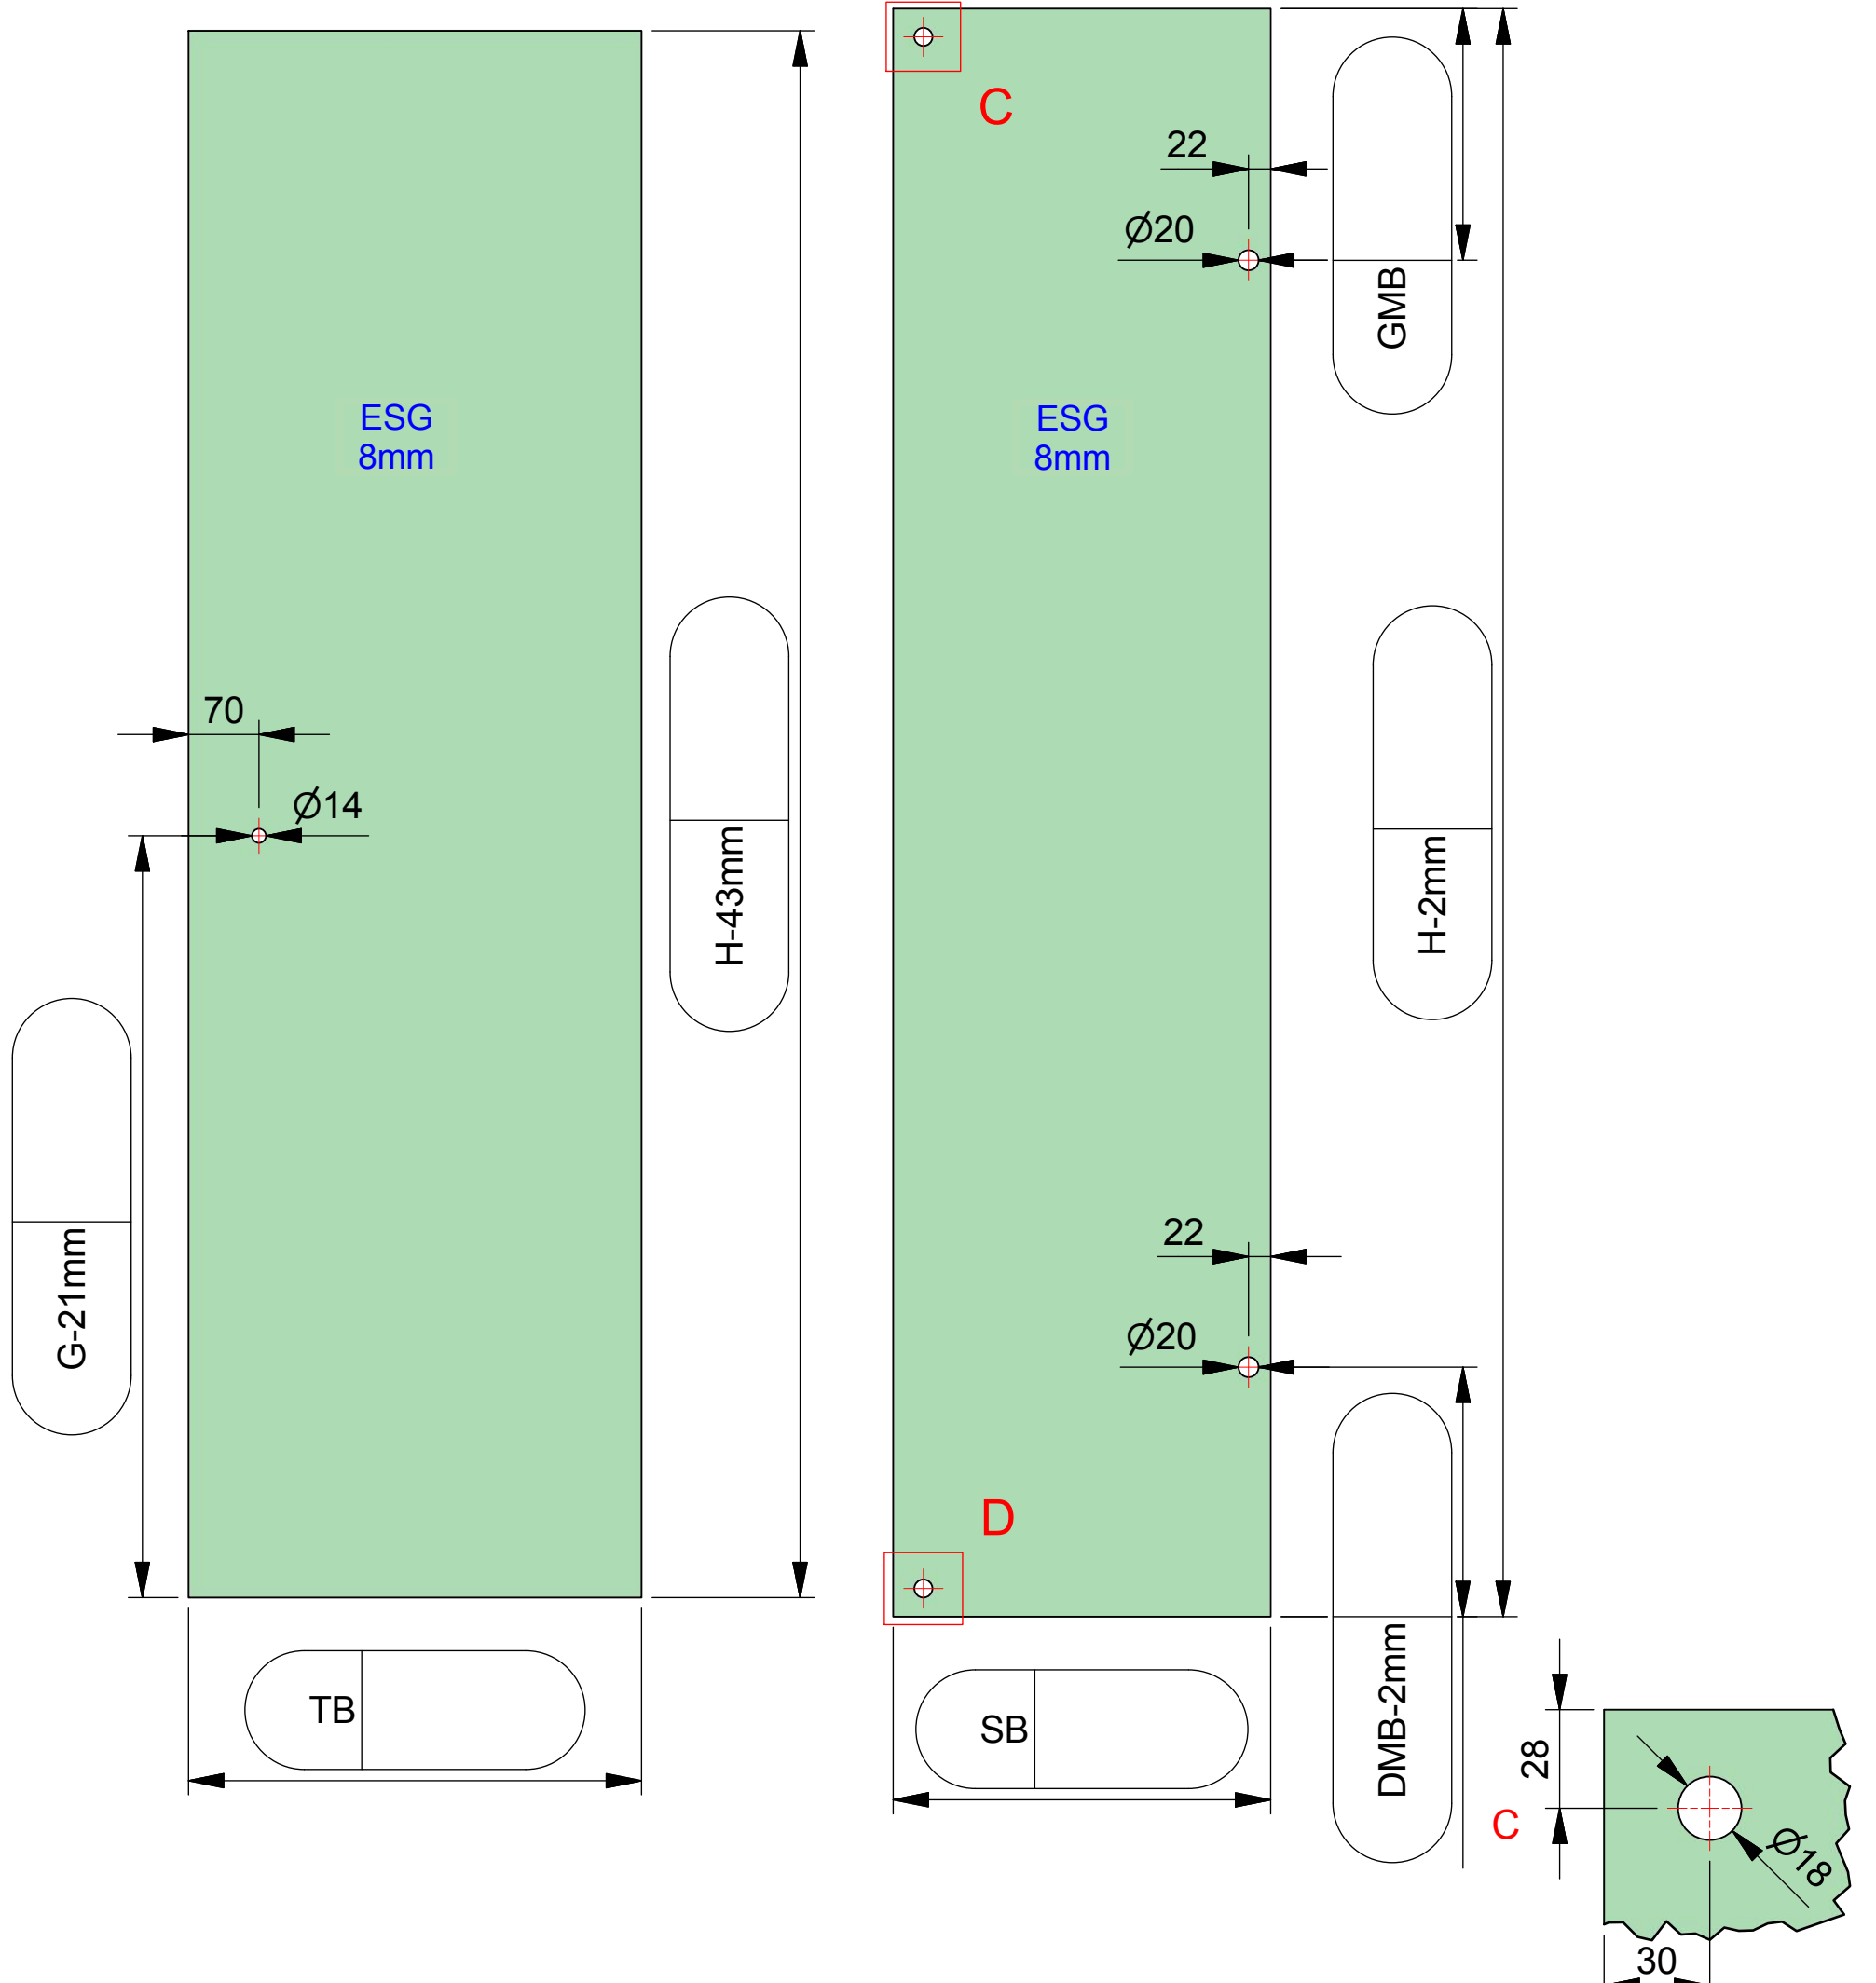 C
22
Ø20
GMB
ESG
8mm
ESG
8mm
70
Ø14
H-43mm
H-2mm
G-21mm
22
Ø20
D
TB
SB
DMB-2mm
28
C
Ø18
30